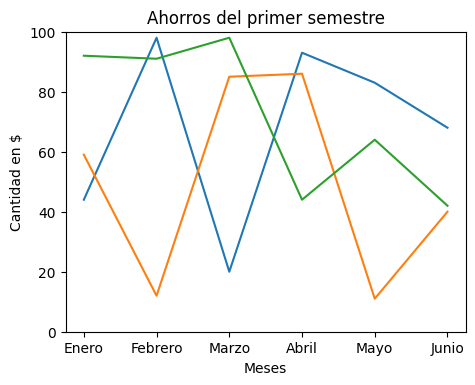 Ahorros del primer semestre
Cantidad en $
100
80
60
40
20
0
Enero Febrero Marzo Abril Mayo Junio
Meses